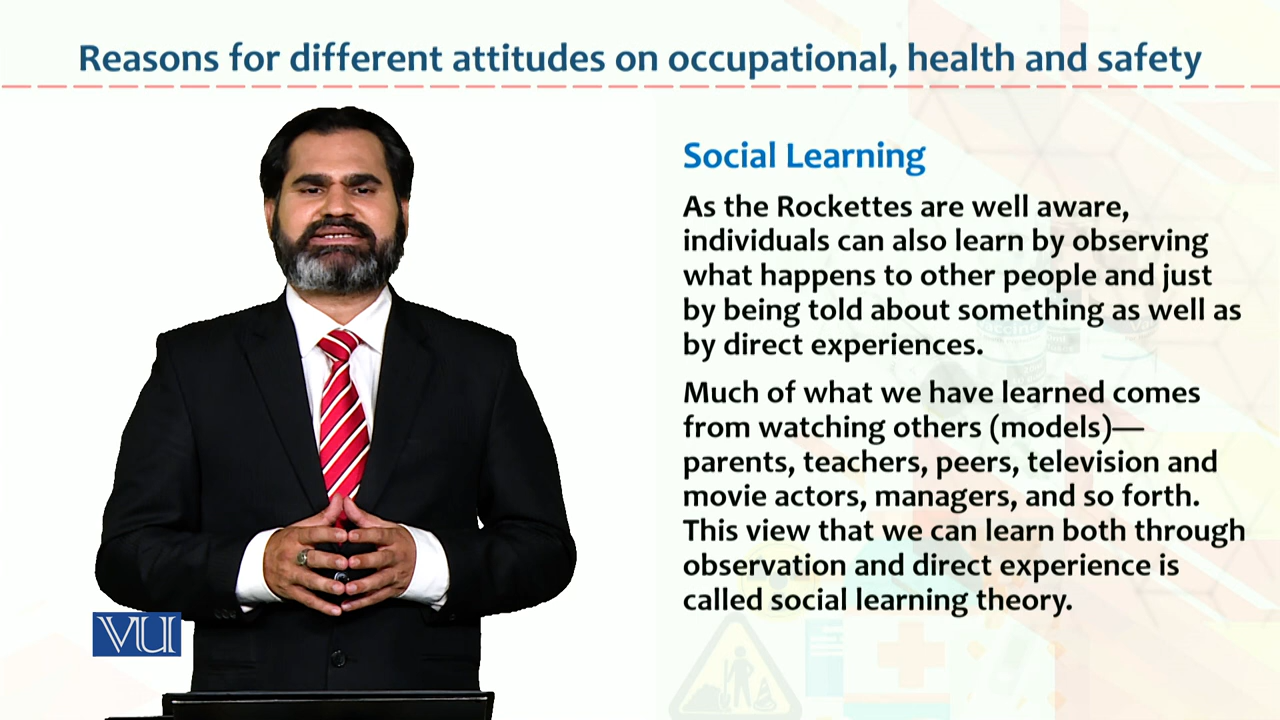 Reasons for different attitudes on occupational, health and safety
Social Learning
As the Rockettes are well aware,
individuals can also learn by observing
what happens to other people and just
by being told about something as well as
by direct experiences.
Much of what we have learned comes
from watching others (models)—
parents, teachers, peers, television and
movie actors, managers, and so forth.
This view that we can learn both through
observation and direct experience is
called social learning theory.
VU